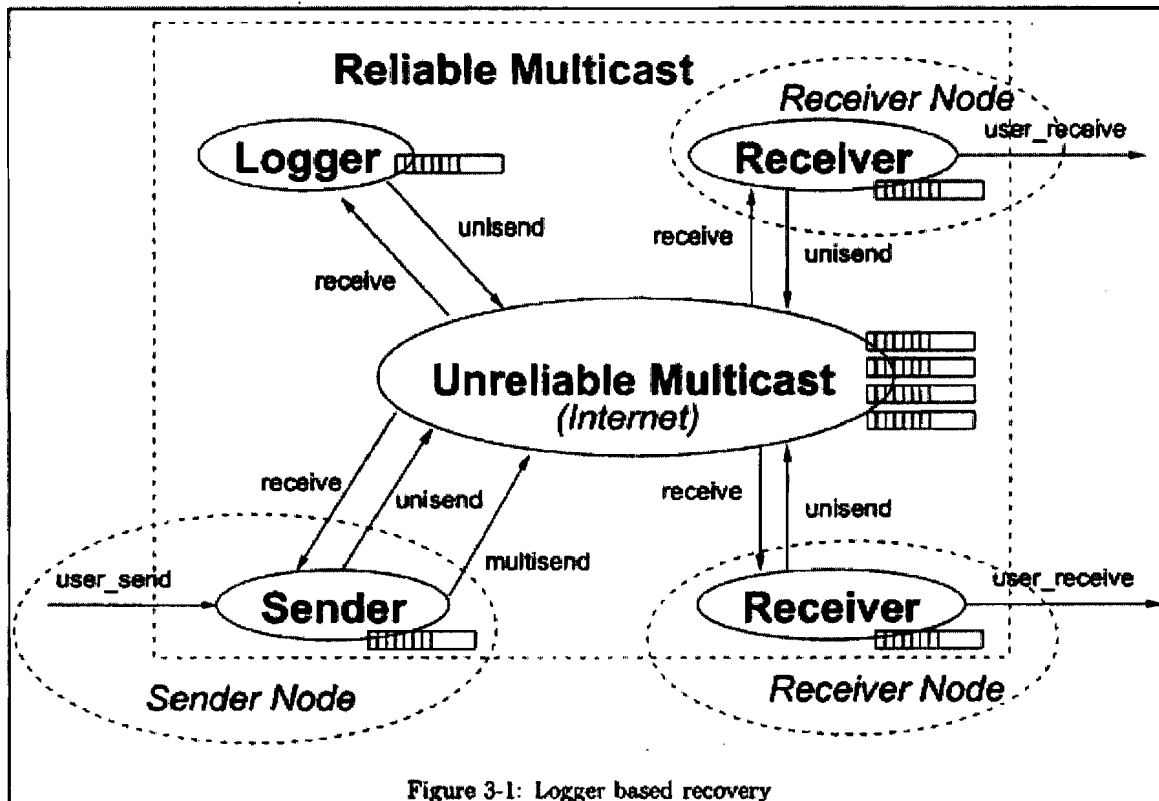 Reliable Multicast
Receiver Node
Logger
Receiver
user_receive
unisend
receive
receive
unisend
Unreliable Multicast
(Internet)
receive
unisend
multisend
receive
unisend
user_send
Sender
Receiver
user_receive
Sender Node
Receiver Node
Figure 3-1: Logger based recovery